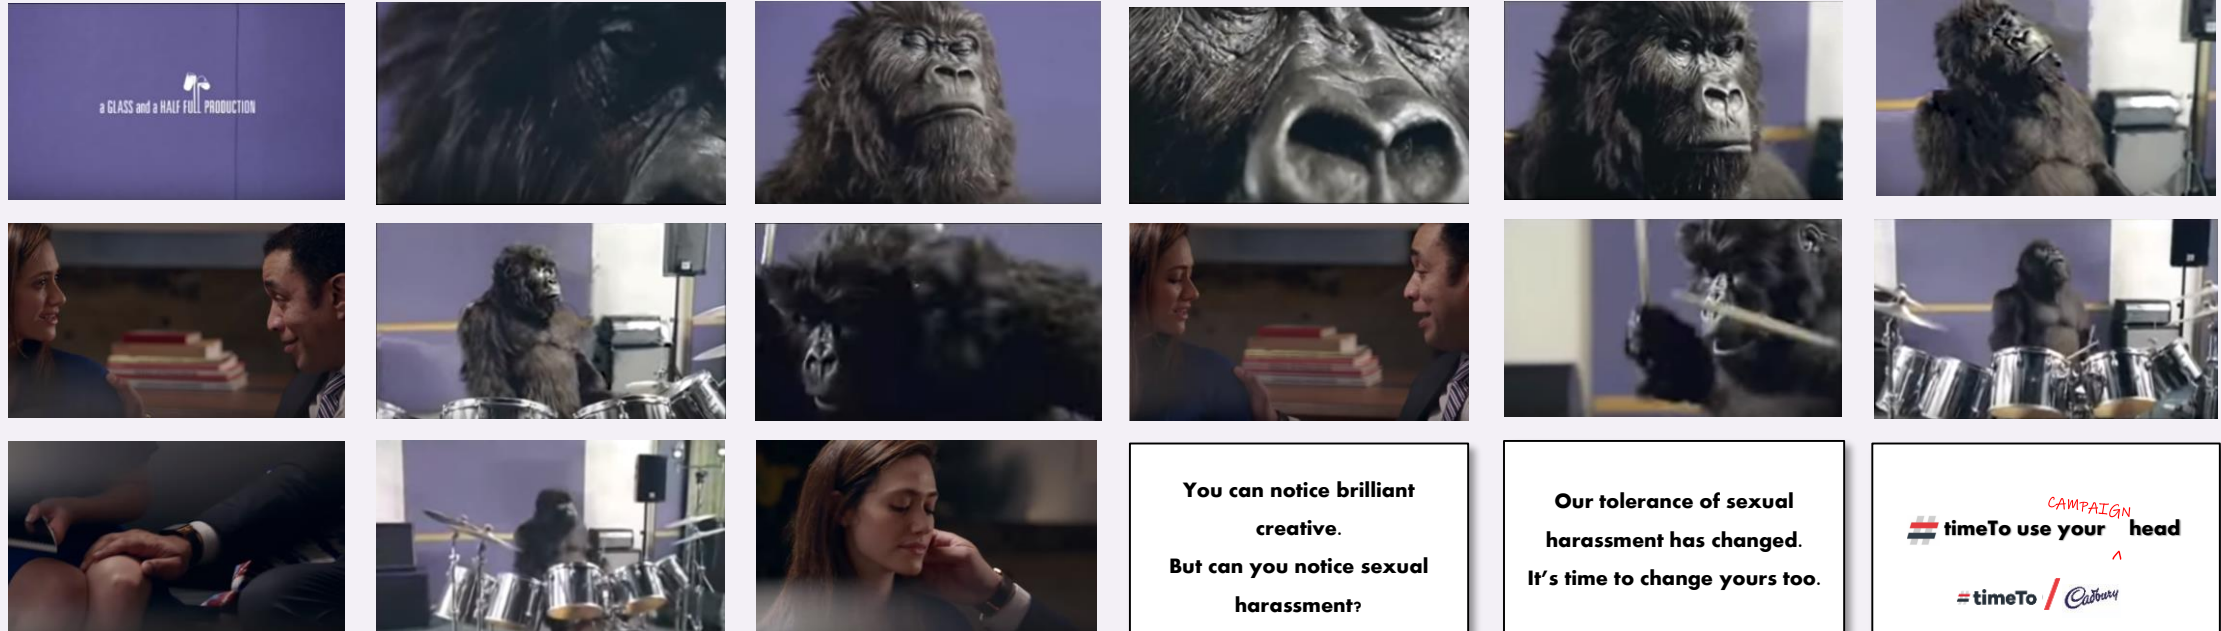 a GLASS and a HALF FULL PRODUCTION
You can notice brilliant
creative.
But can you notice sexual
harassment?
Our tolerance of sexual
harassment has changed.
It's time to change yours too.
CAMPAIGN
#timeTo use your ^ head
#timeTo / Cadbury